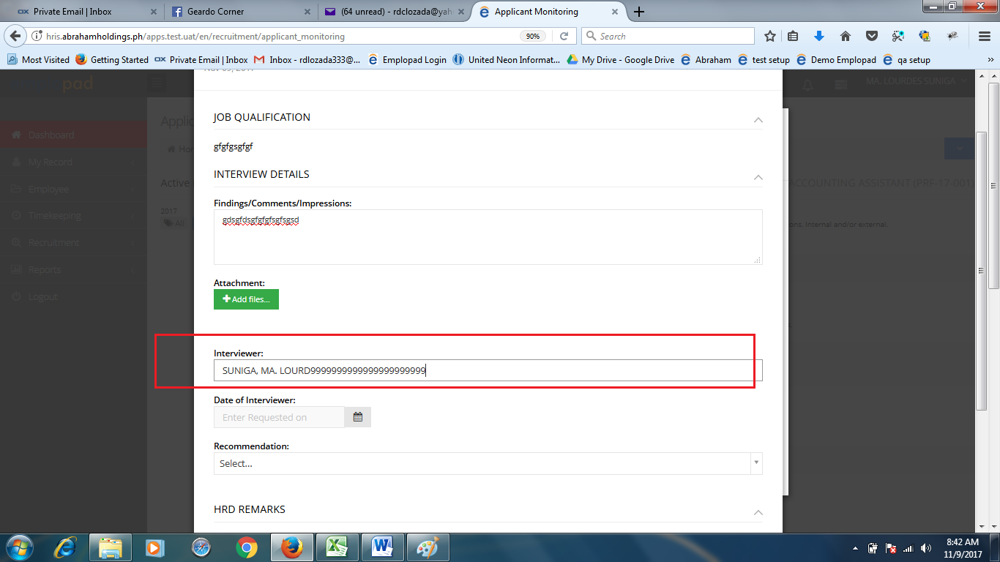 Private Email | Inbox
Geardo Corner
(64 unread) - rdclozada@yah
Applicant Monitoring
hris.abrahamholdings.ph/apps.test.uat/en/recruitment/applicant_monitoring
90%
Search
Most Visited
Getting Started
Private Email | Inbox
Inbox - rdlozada333@...
Emplopad Login
United Neon Informat...
My Drive - Google Drive
Abraham
test setup
Demo Emplopad
qa setup
pad
Nov 09, 2017
MA. LOURDES SUNIGA
JOB QUALIFICATION
Applic
Dashboard
gfgfgsgfgf
Hom
My Record
INTERVIEW DETAILS
Active
ACCOUNTING ASSISTANT (PRF-17-001)
Employee
Findings/Comments/Impressions:
2017
Timekeeping
gdsgfdsgfgfgfsgfsgsd
All
ons. Internal and/or external.
Recruitment
Reports
Attachment:
Logout
Add files...
Interviewer:
SUNIGA, MA. LOURD9999999999999999999999
Date of Interviewer:
Enter Requested on
Recommendation:
Select...
HRD REMARKS
8:42 AM
11/9/2017